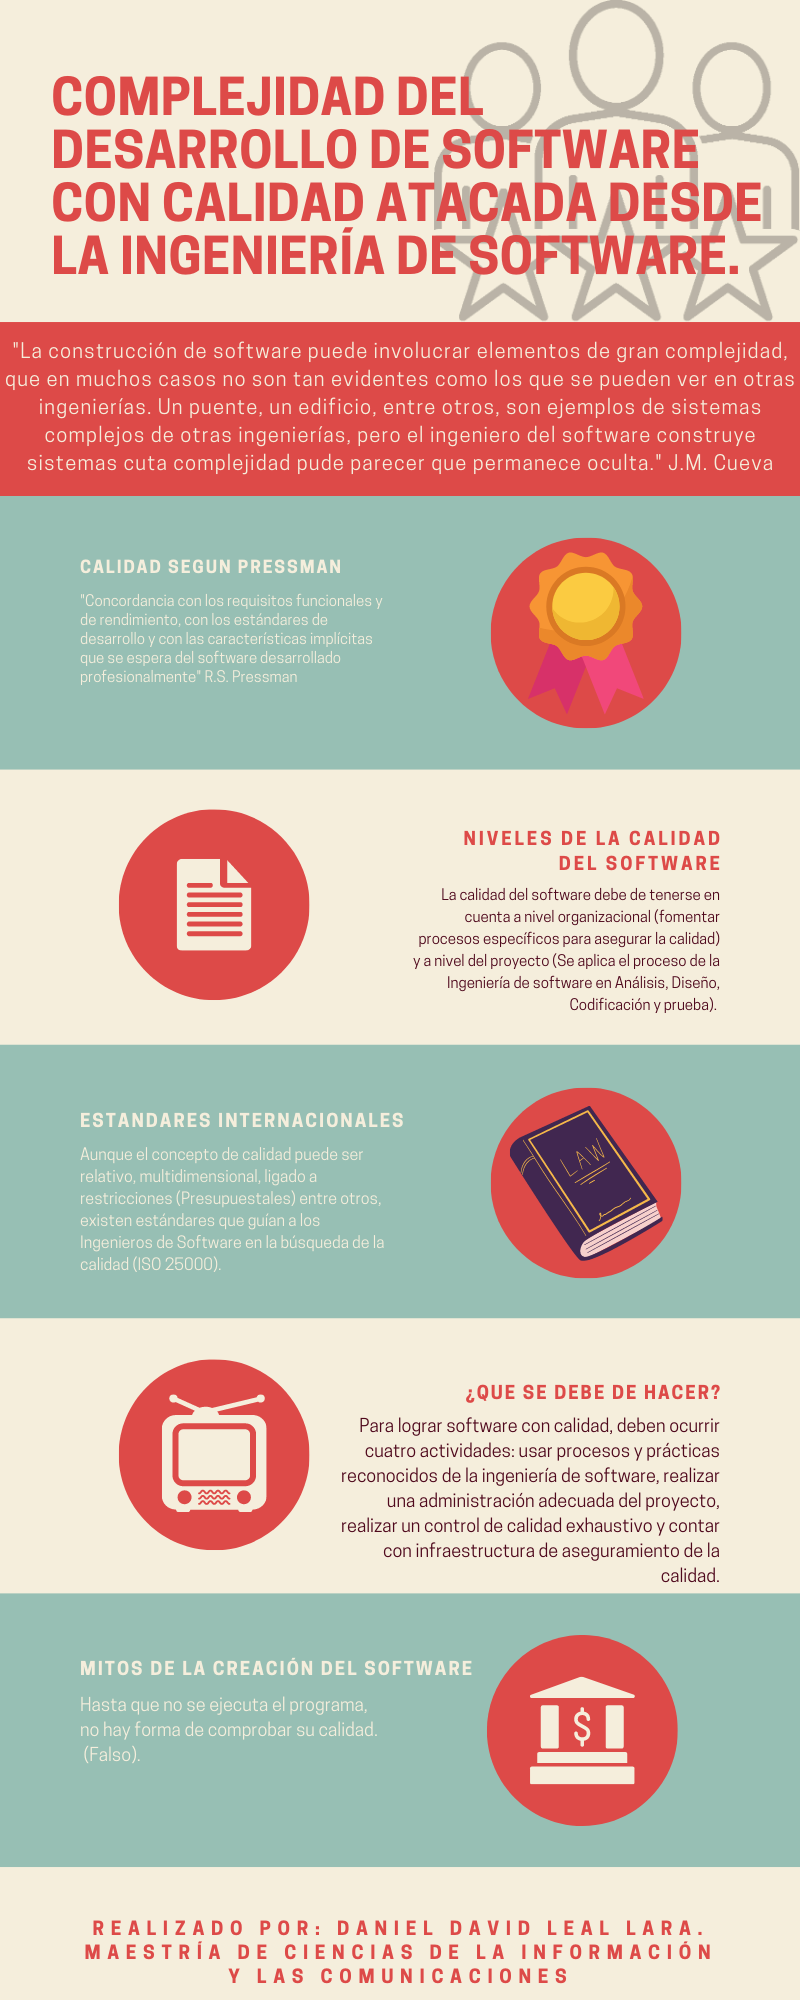 COMPLEJIDAD DEL
DESARROLLO DE SOFTWARE
CON CALIDAD ATACADA DESDE
LA INGENIERÍA DE SOFTWARE.
"La construcción de software puede involucrar elementos de gran complejidad,
que en muchos casos no son tan evidentes como los que se pueden ver en otras
ingenierías. Un puente, un edificio, entre otros, son ejemplos de sistemas
complejos de otras ingenierías, pero el ingeniero del software construye
sistemas cuta complejidad pude parecer que permanece oculta." J.M. Cueva
CALIDAD SEGUN PRESSMAN
"Concordancia con los requisitos funcionales y
de rendimiento, con los estándares de
desarrollo y con las características implícitas
que se espera del software desarrollado
profesionalmente" R.S. Pressman
NIVELES DE LA CALIDAD
DEL SOFTWARE
La calidad del software debe de tenerse en
cuenta a nivel organizacional (fomentar
procesos específicos para asegurar la calidad)
y a nivel del proyecto (Se aplica el proceso de la
Ingeniería de software en Análisis, Diseño,
Codificación y prueba).
ESTANDARES INTERNACIONALES
Aunque el concepto de calidad puede ser
relativo, multidimensional, ligado a
restricciones (Presupuestales) entre otros,
existen estándares que guían a los
Ingenieros de Software en la búsqueda de la
calidad (ISO 25000).
LAW
¿QUE SE DEBE DE HACER?
Para lograr software con calidad, deben ocurrir
cuatro actividades: usar procesos y prácticas
reconocidos de la ingeniería de software, realizar
una administración adecuada del proyecto,
realizar un control de calidad exhaustivo y contar
con infraestructura de aseguramiento de la
calidad.
MITOS DE LA CREACIÓN DEL SOFTWARE
Hasta que no se ejecuta el programa,
no hay forma de comprobar su calidad.
(Falso).
$
REALIZADO POR: DANIEL DAVID LEAL LARA.
MAESTRÍA DE CIENCIAS DE LA INFORMACIÓN
Y LAS COMUNICACIONES